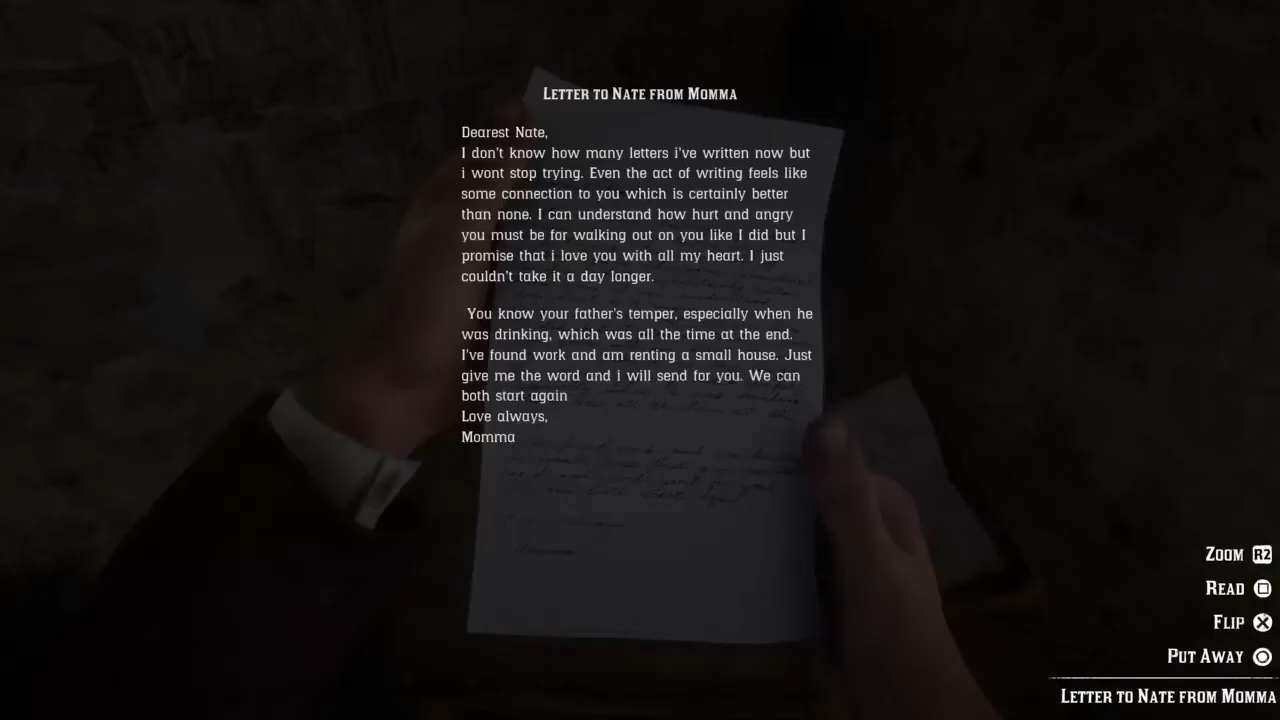 Letter to Nate from Momma
Dearest Nate,
I don't know how many letters i've written now but
i wont stop trying. Even the act of writing feels like
some connection to you which is certainly better
than none. I can understand how hurt and angry
you must be for walking out on you like I did but I
promise that i love you with all my heart. I just
couldn't take it a day longer.
You know your father's temper, especially when he
was drinking, which was all the time at the end.
I've found work and am renting a small house. Just
give me the word and i will send for you. We can
both start again
Love always,
Momma
Zoom R2
Read
Flip
Put Away
Letter to Nate from Momma